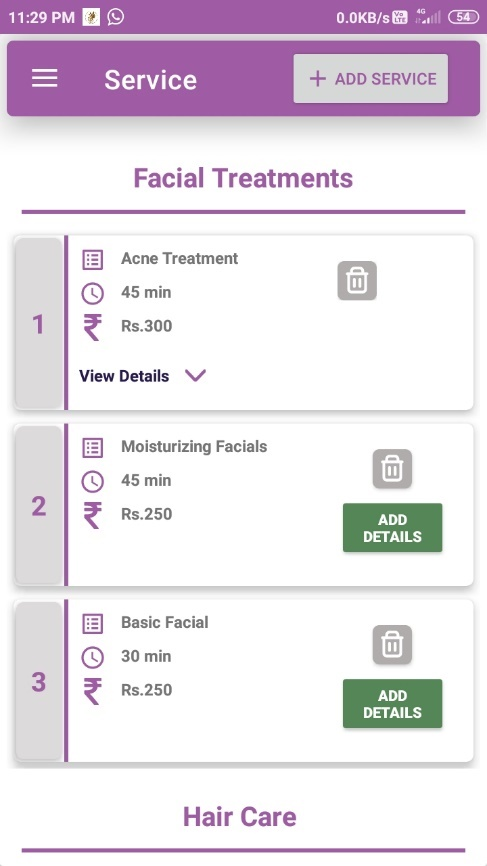 11:29 PM 0.0KB/s Vo LTE 4G 54
Service
+ ADD SERVICE
Facial Treatments
1
Acne Treatment
45 min
₹ Rs.300
View Details
2
Moisturizing Facials
45 min
₹ Rs.250
ADD
DETAILS
3
Basic Facial
30 min
₹ Rs.250
ADD
DETAILS
Hair Care